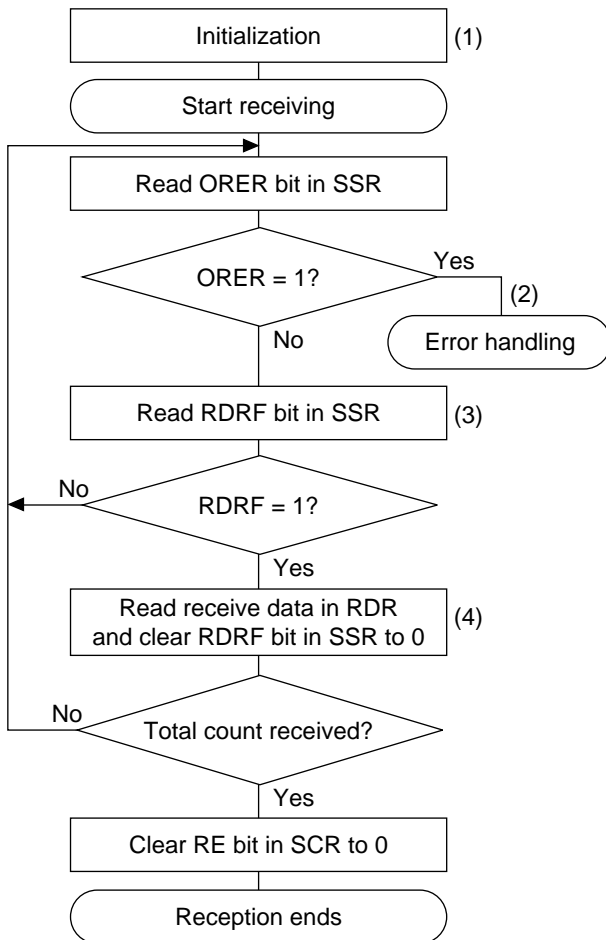 Initialization
(1)
Start receiving
Read ORER bit in SSR
ORER = 1?
Yes
(2)
Error handling
No
Read RDRF bit in SSR
(3)
No
RDRF = 1?
Yes
Read receive data in RDR
and clear RDRF bit in SSR to 0
(4)
No
Total count received?
Yes
Clear RE bit in SCR to 0
Reception ends